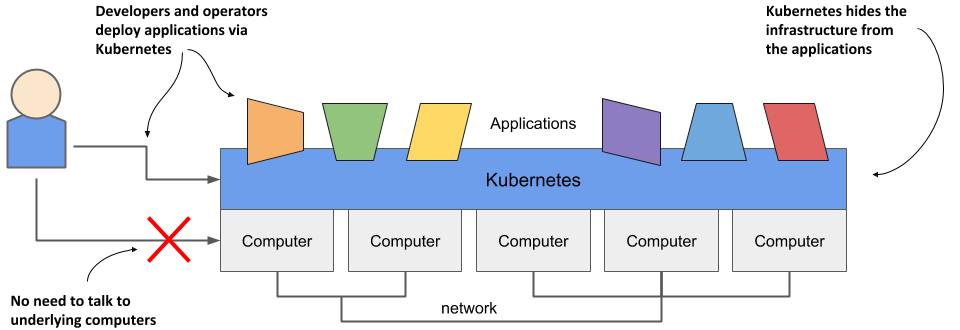 Developers and operators
deploy applications via
Kubernetes
Kubernetes hides the
infrastructure from
the applications
Applications
Kubernetes
Computer
Computer
Computer
Computer
Computer
network
No need to talk to
underlying computers